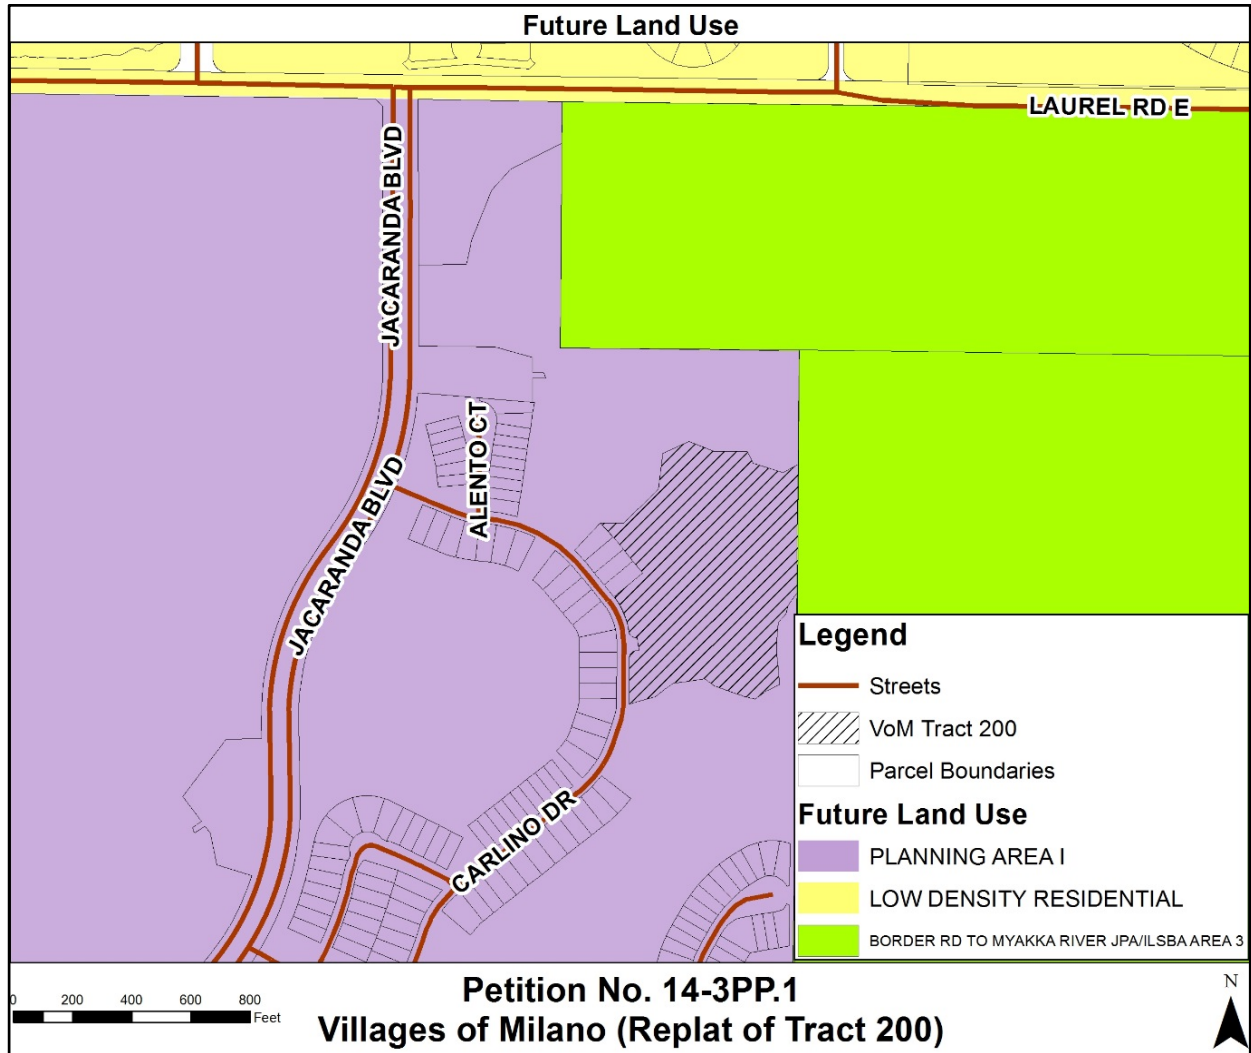 Future Land Use
LAUREL RD E
JACARANDA BLVD
ALENTO CT
JACARANDA BLVD
CARLINO DR
Legend
Streets
VoM Tract 200
Parcel Boundaries
Future Land Use
PLANNING AREA I
LOW DENSITY RESIDENTIAL
BORDER RD TO MYAKKA RIVER JPA/ILSBA AREA 3
0 200 400 600 800
Feet
Petition No. 14-3PP.1
Villages of Milano (Replat of Tract 200)
N